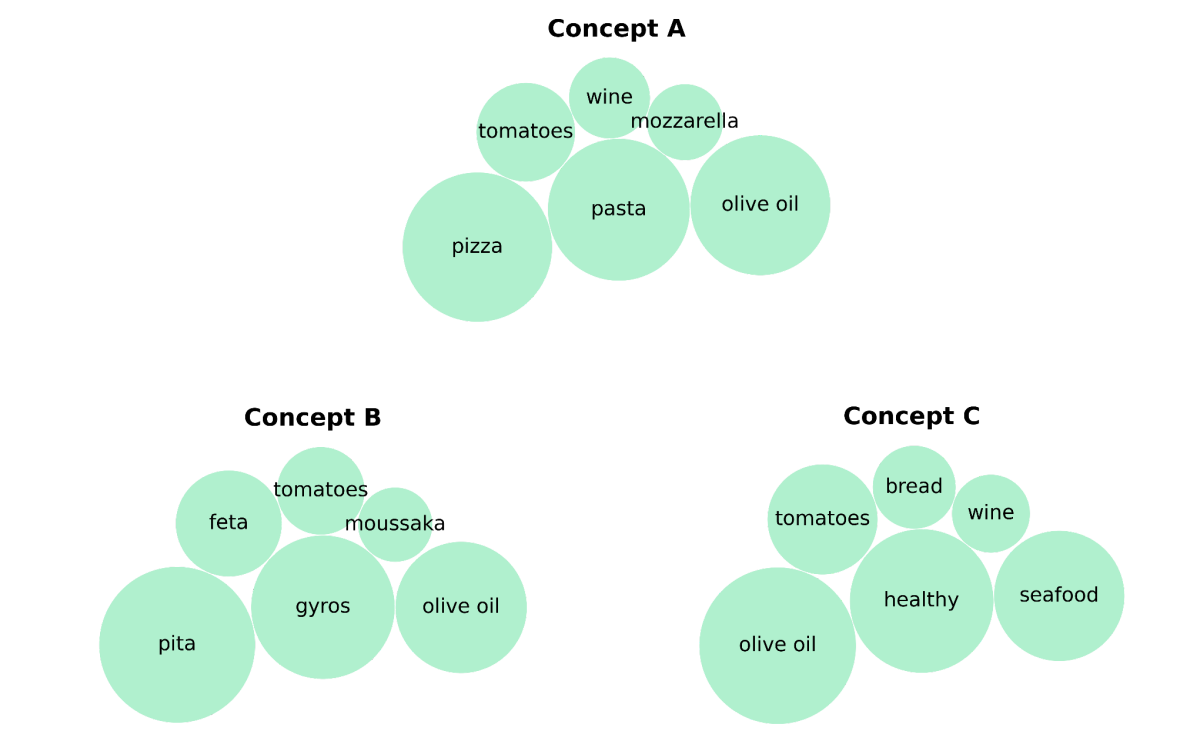 Concept A
wine
mozzarella
tomatoes
olive oil
pasta
pizza
Concept B
tomatoes
feta
moussaka
gyros
olive oil
pita
Concept C
bread
wine
tomatoes
seafood
healthy
olive oil